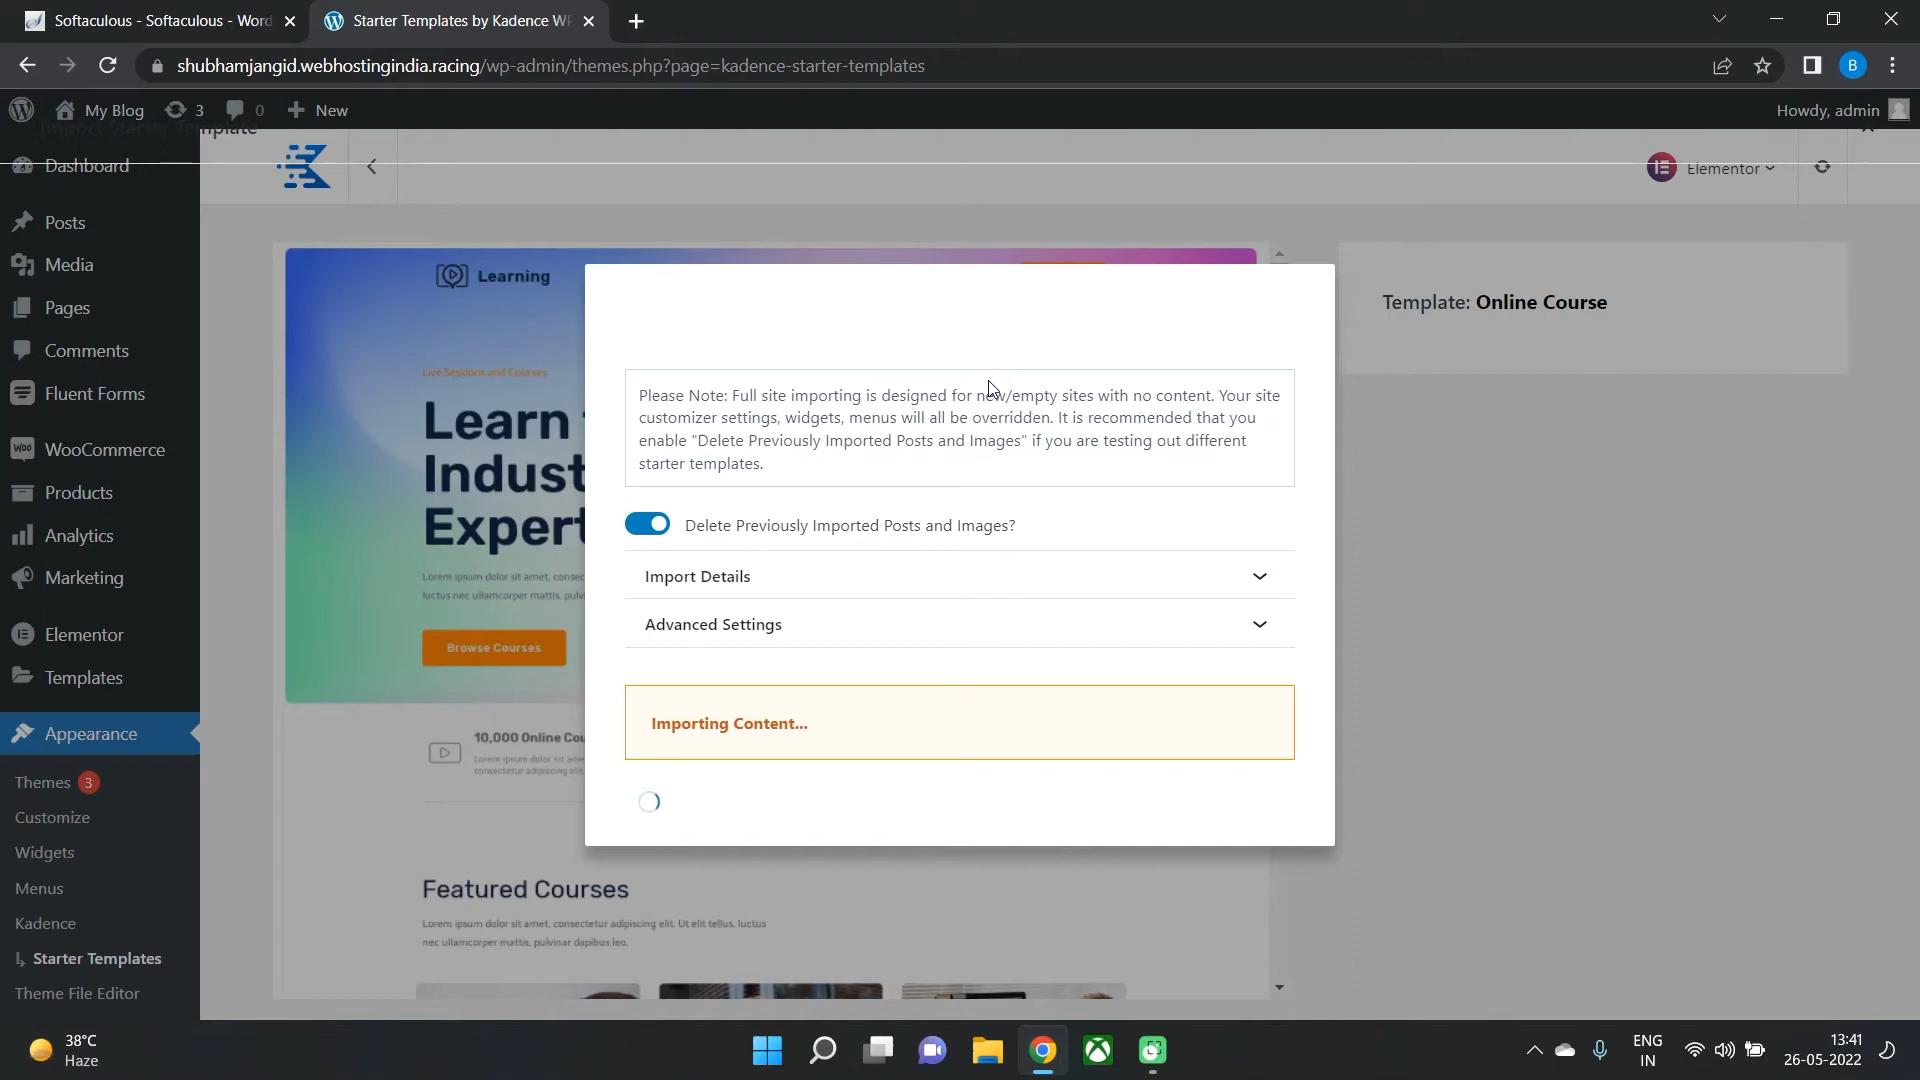 Softaculous - Softaculous - Word
Starter Templates by Kadence WP
shubhamjangid.webhostingindia.racing/wp-admin/themes.php?page=kadence-starter-templates
B
My Blog
3
0
New
Howdy, admin
Import Starter Template
Dashboard
Posts
Media
Pages
Comments
Fluent Forms
WooCommerce
Products
Analytics
Marketing
Elementor
Templates
Appearance
Themes 3
Customize
Widgets
Menus
Kadence
Starter Templates
Theme File Editor
Elementor
Learning
Live Sessions and Courses
Learn
Indust
Expert
Lorem ipsum dolor sit amet, consec
luctus nec ullamcorper mattis, pulv
Browse Courses
10,000 Online Cou
Lorem ipsum dolor sit ame
consectetur adipiscing elit
Featured Courses
Lorem ipsum dolor sit amet, consectetur adipiscing elit. Ut elit tellus, luctus
nec ullamcorper mattis, pulvinar dapibus leo.
Template: Online Course
Please Note: Full site importing is designed for new/empty sites with no content. Your site
customizer settings, widgets, menus will all be overridden. It is recommended that you
enable "Delete Previously Imported Posts and Images" if you are testing out different
starter templates.
Delete Previously Imported Posts and Images?
Import Details
Advanced Settings
Importing Content...
38°C
Haze
ENG
IN
13:41
26-05-2022